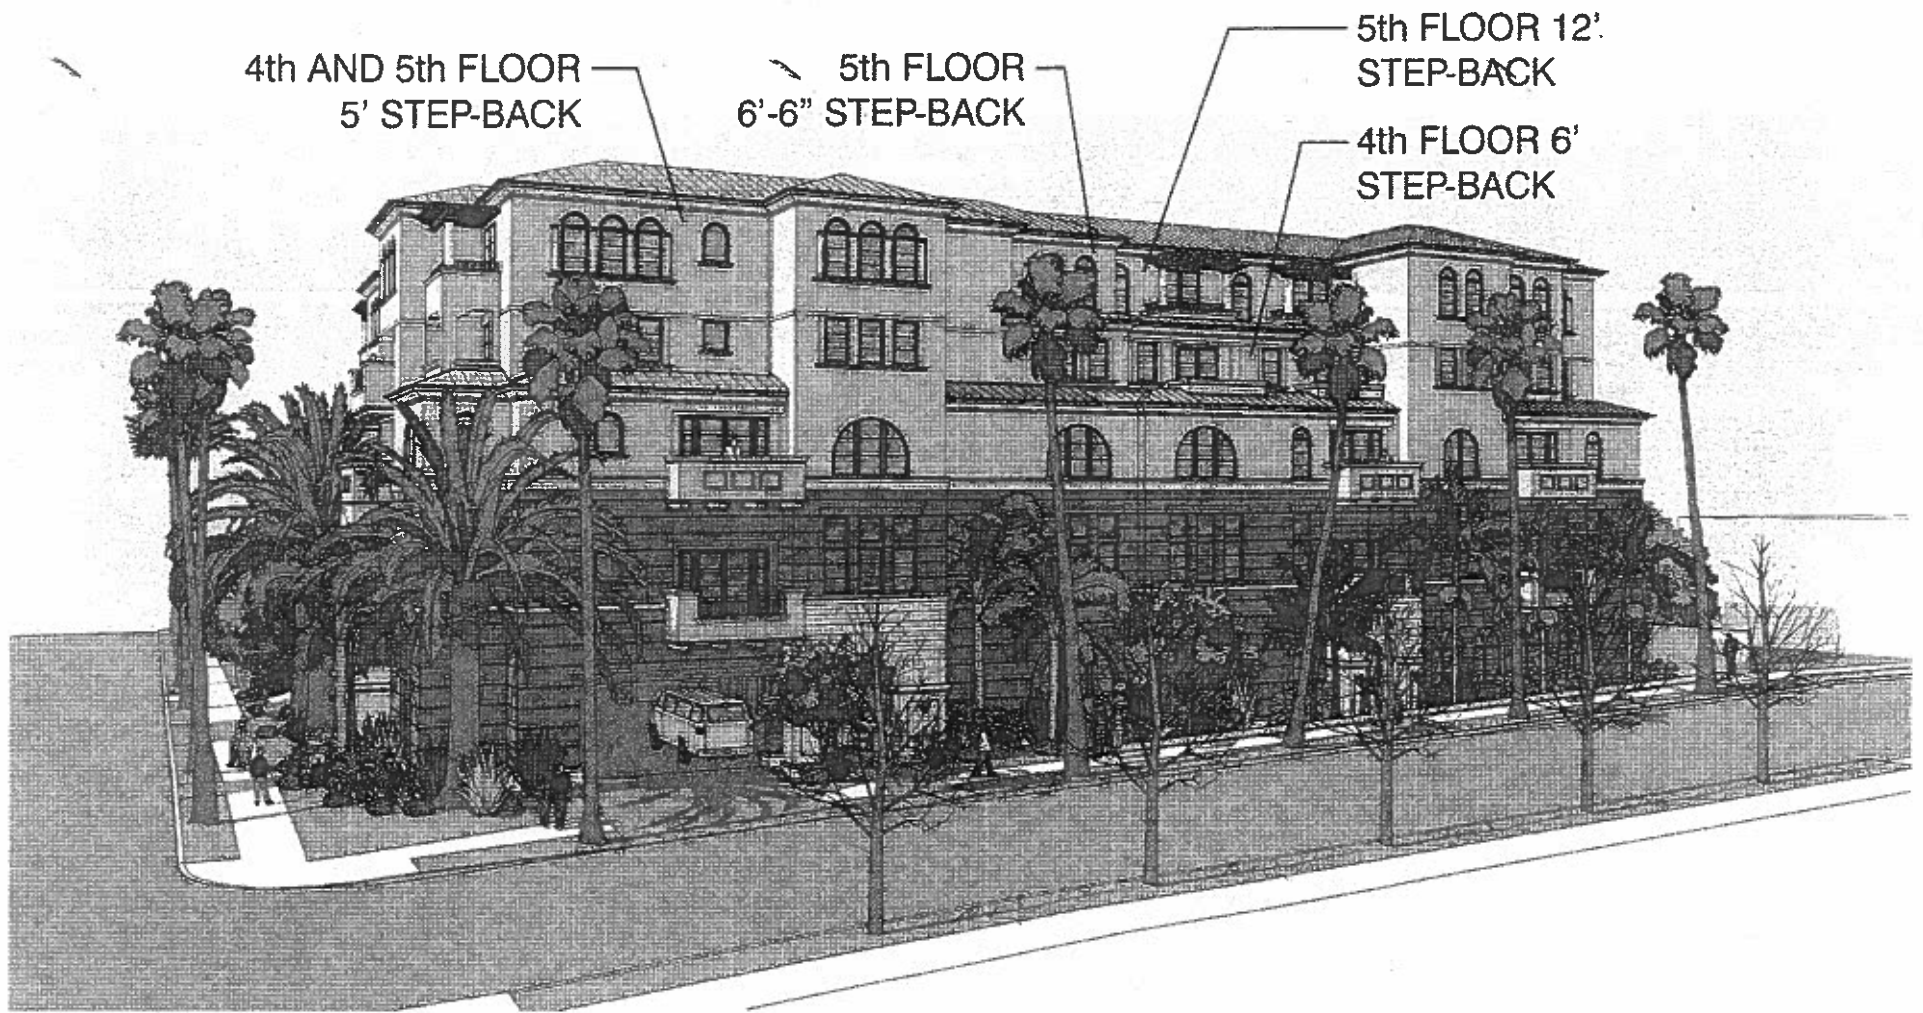 4th AND 5th FLOOR
5' STEP-BACK
5th FLOOR
6'-6" STEP-BACK
5th FLOOR 12'
STEP-BACK
4th FLOOR 6'
STEP-BACK